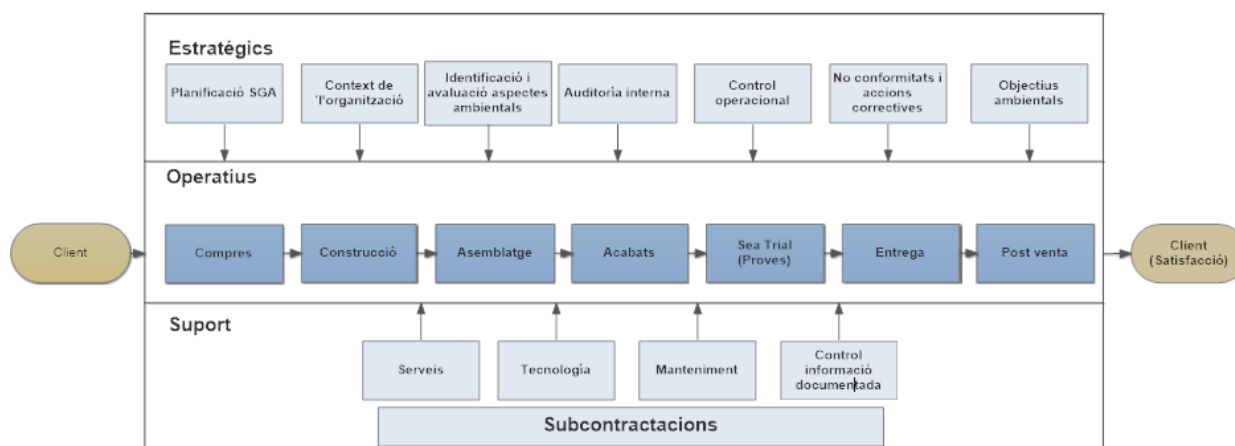 Estratégics
Planificació SGA
Context de
'l'organització
Identificació i
avaluació aspectes
ambientals
Auditoría interna
Control
operacional
No conformitats i
accions
correctives
Objectius
ambientals
Operatius
Client
Compres
Construcció
Asemblatge
Acabats
Sea Trial
(Proves)
Entrega
Post venta
Client
(Satisfacció)
Suport
Serveis
Tecnología
Manteniment
Control
informació
documentada
Subcontractacions